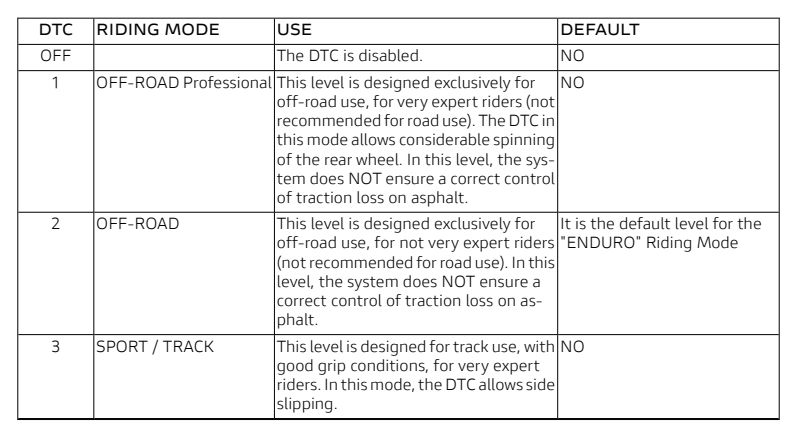 DTC RIDING MODE USE DEFAULT
OFF The DTC is disabled. NO
1 OFF-ROAD Professional This level is designed exclusively for NO
off-road use, for very expert riders (not
recommended for road use). The DTC in
this mode allows considerable spinning
of the rear wheel. In this level, the sys-
tem does NOT ensure a correct control
of traction loss on asphalt.
2 OFF-ROAD This level is designed exclusively for It is the default level for the
off-road use, for not very expert riders "ENDURO" Riding Mode
(not recommended for road use). In this
level, the system does NOT ensure a
correct control of traction loss on as-
phalt.
3 SPORT / TRACK This level is designed for track use, with NO
good grip conditions, for very expert
riders. In this mode, the DTC allows side
slipping.